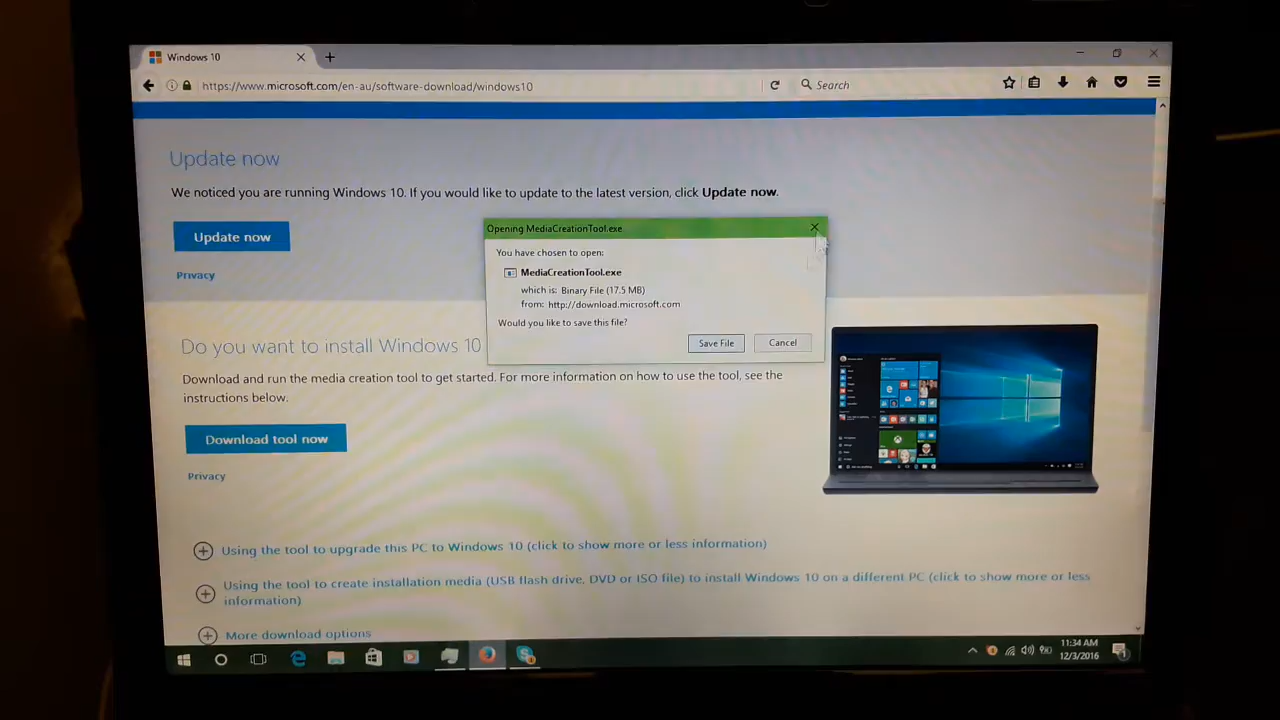 Windows 10
https://www.microsoft.com/en-au/software-download/windows10
Search
Update now
We noticed you are running Windows 10. If you would like to update to the latest version, click Update now.
Update now
Privacy
Opening MediaCreationTool.exe
You have chosen to open:
MediaCreationTool.exe
which is: Binary File (17.5 MB)
from: http://download.microsoft.com
Would you like to save this file?
Save File
Cancel
Do you want to install Windows 10
Download and run the media creation tool to get started. For more information on how to use the tool, see the
instructions below.
Download tool now
Privacy
Using the tool to upgrade this PC to Windows 10 (click to show more or less information)
Using the tool to create installation media (USB flash drive, DVD or ISO file) to install Windows 10 on a different PC (click to show more or less
information)
More download options
11:34 AM
12/3/2016